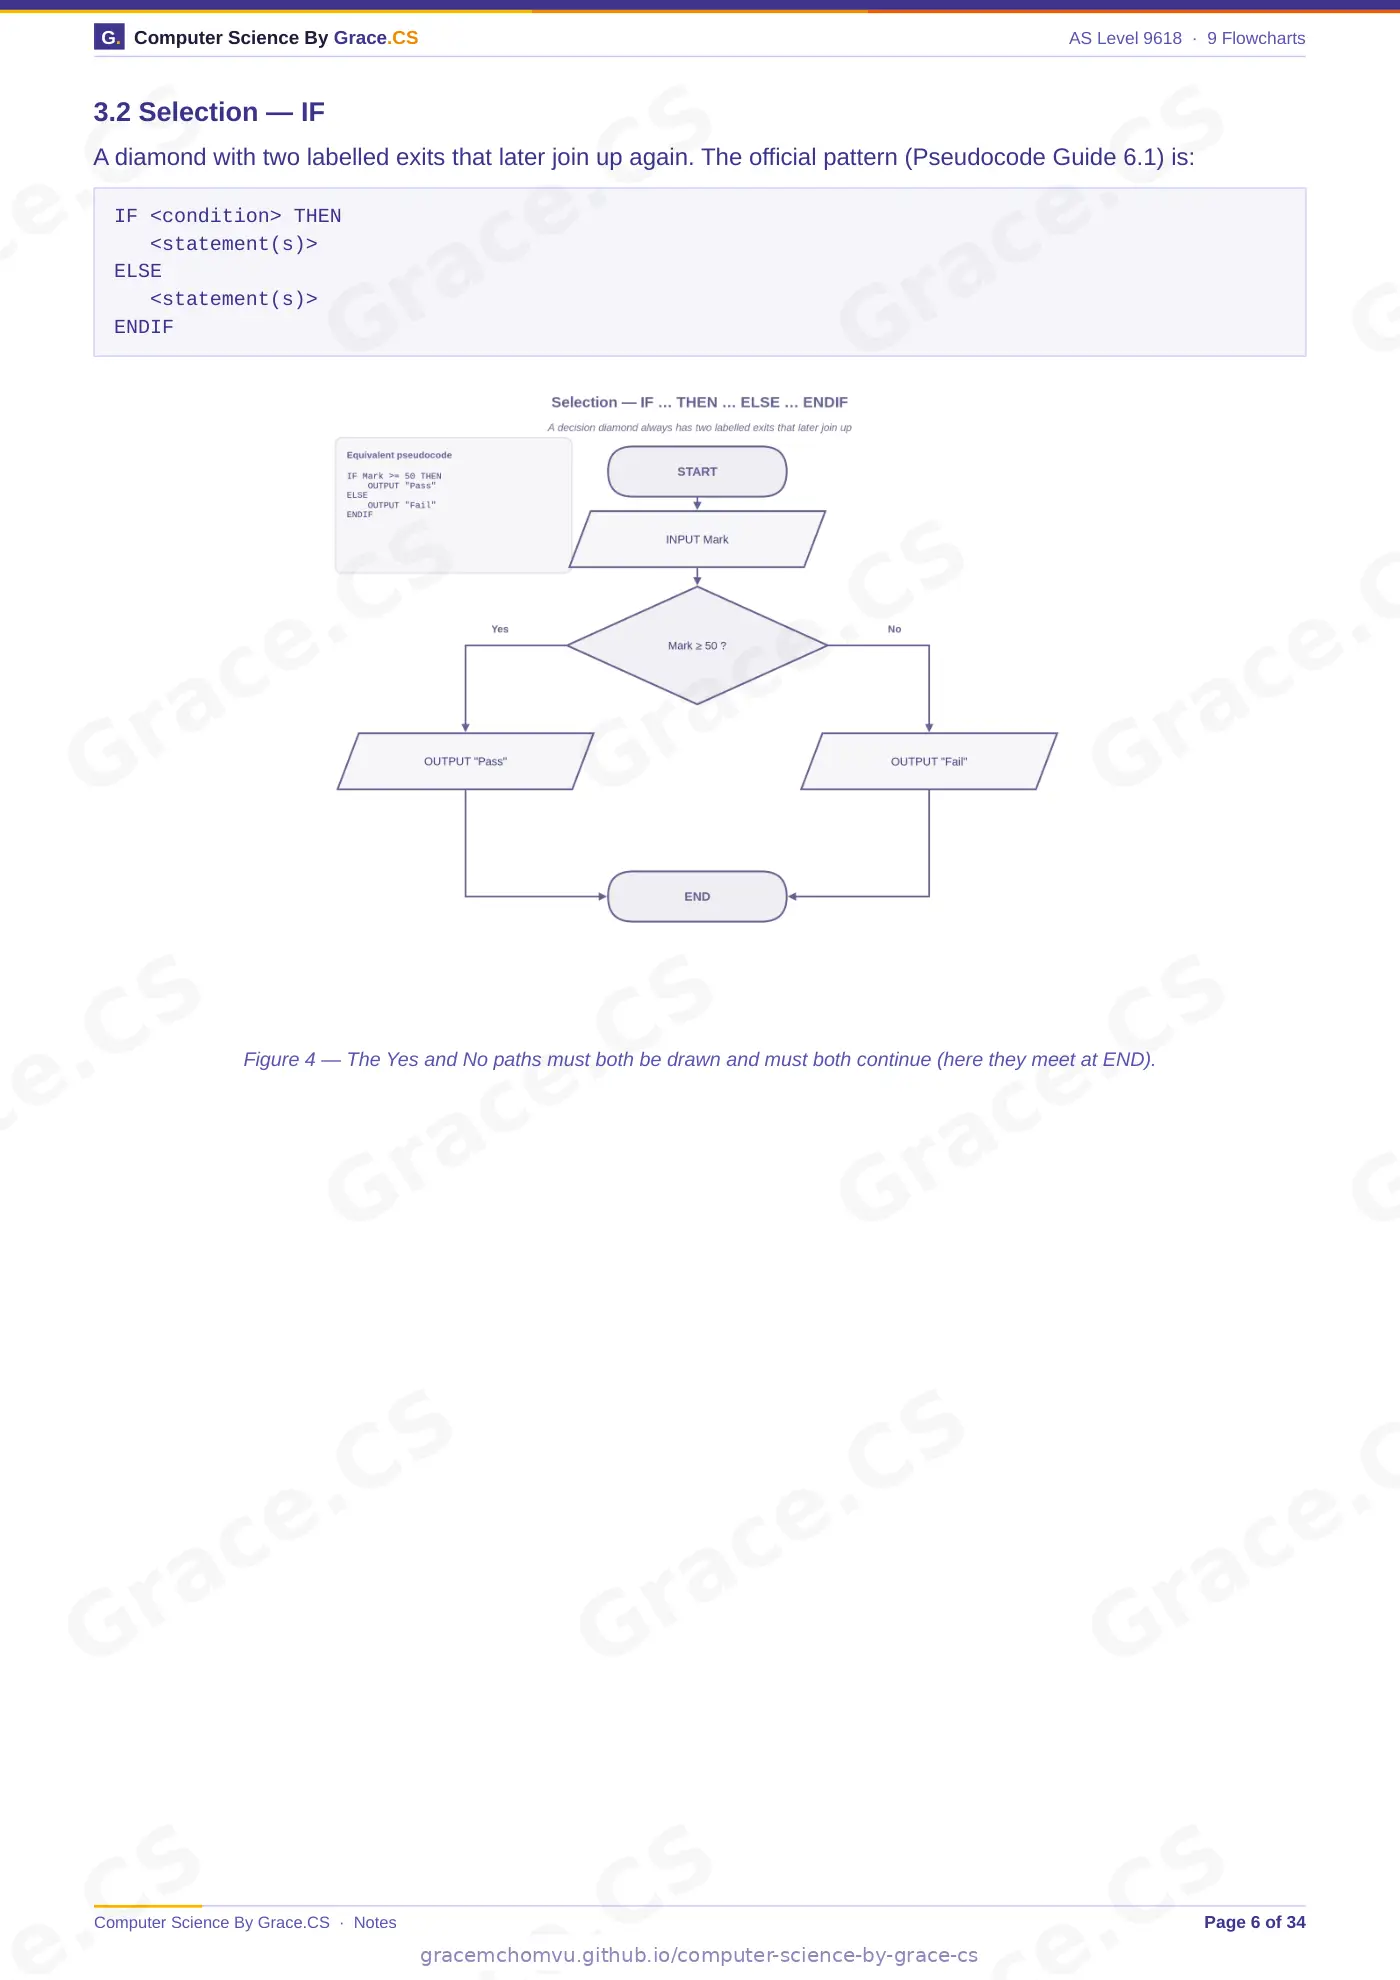 G. Computer Science By Grace.CS
AS Level 9618 · 9 Flowcharts
3.2 Selection — IF
A diamond with two labelled exits that later join up again. The official pattern (Pseudocode Guide 6.1) is:
IF <condition> THEN
   <statement(s)>
ELSE
   <statement(s)>
ENDIF
Selection — IF … THEN … ELSE … ENDIF
A decision diamond always has two labelled exits that later join up
Equivalent pseudocode
IF Mark >= 50 THEN
    OUTPUT "Pass"
ELSE
    OUTPUT "Fail"
ENDIF
START
INPUT Mark
Mark ≥ 50 ?
Yes
No
OUTPUT "Pass"
OUTPUT "Fail"
END
Figure 4 — The Yes and No paths must both be drawn and must both continue (here they meet at END).
Computer Science By Grace.CS · Notes
Page 6 of 34
gracemchomvu.github.io/computer-science-by-grace-cs
Grace.CS